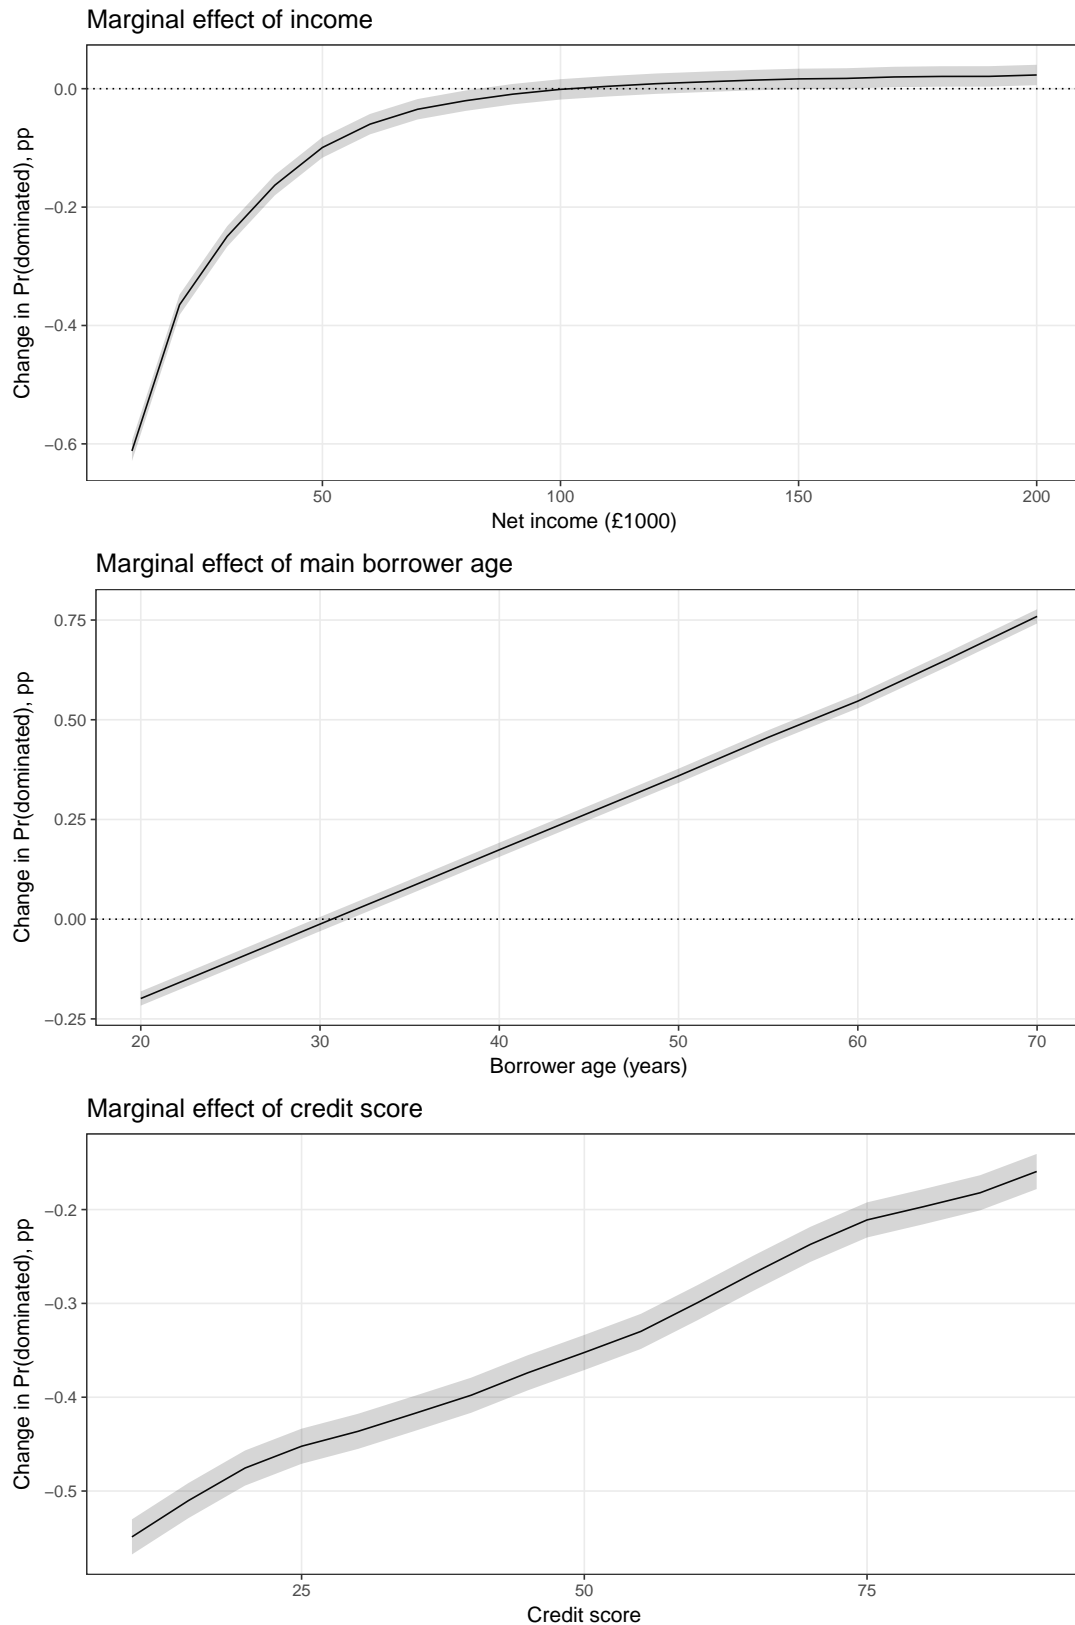 Marginal effect of income
Change in Pr(dominated), pp
0.0
−0.2
−0.4
−0.6
50 100 150 200
Net income (£1000)
Marginal effect of main borrower age
Change in Pr(dominated), pp
0.75
0.50
0.25
0.00
−0.25
20 30 40 50 60 70
Borrower age (years)
Marginal effect of credit score
Change in Pr(dominated), pp
−0.2
−0.3
−0.4
−0.5
25 50 75
Credit score